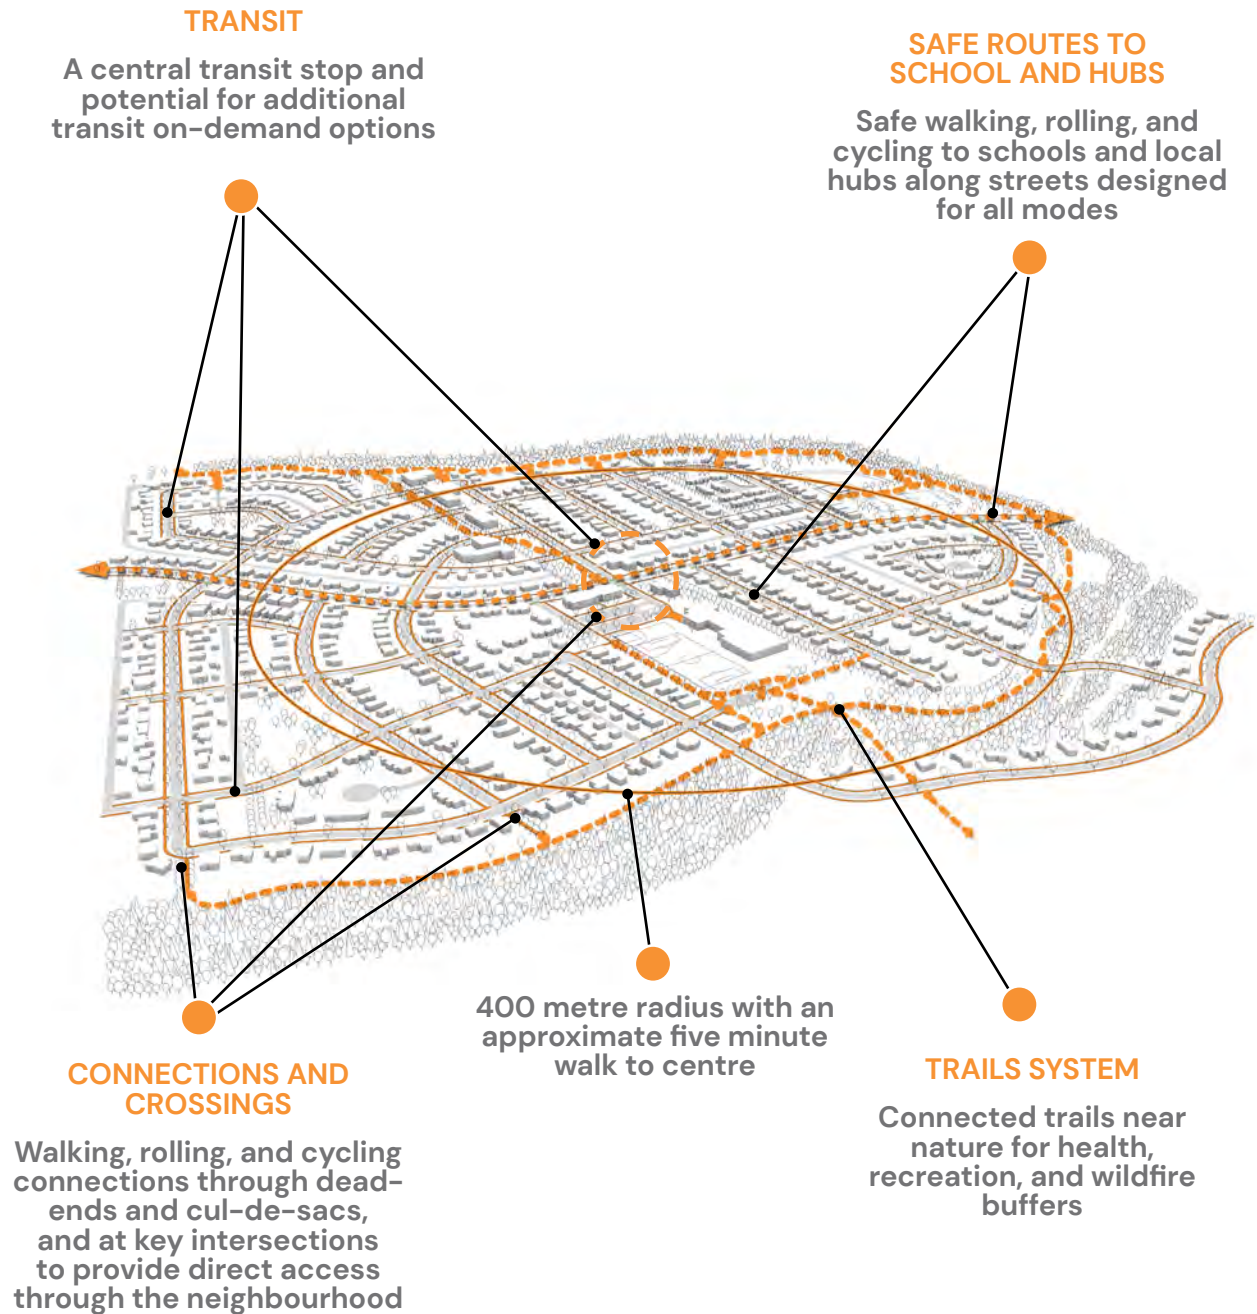 TRANSIT
A central transit stop and
potential for additional
transit on-demand options
SAFE ROUTES TO
SCHOOL AND HUBS
Safe walking, rolling, and
cycling to schools and local
hubs along streets designed
for all modes
400 metre radius with an
approximate five minute
walk to centre
CONNECTIONS AND
CROSSINGS
Walking, rolling, and cycling
connections through dead-
ends and cul-de-sacs,
and at key intersections
to provide direct access
through the neighbourhood
TRAILS SYSTEM
Connected trails near
nature for health,
recreation, and wildfire
buffers